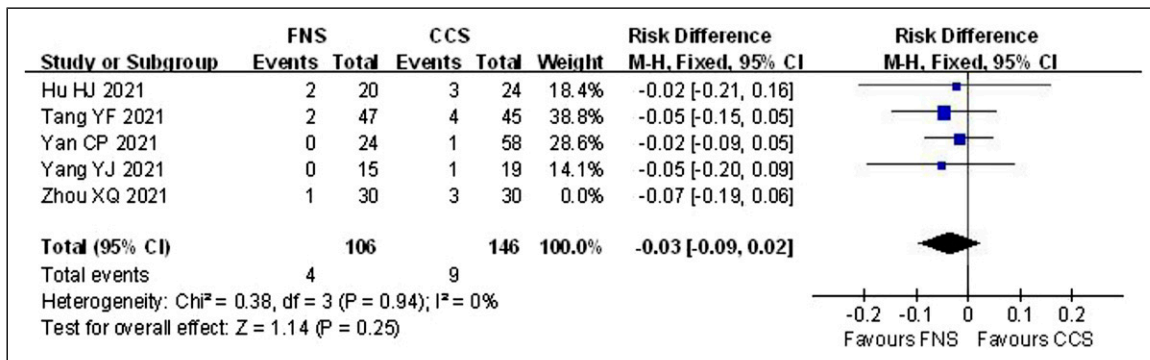 FNS CCS Risk Difference Risk Difference
Study or Subgroup Events Total Events Total Weight M-H, Fixed, 95% CI M-H, Fixed, 95% CI
Hu HJ 2021 2 20 3 24 18.4% -0.02 [-0.21, 0.16]
Tang YF 2021 2 47 4 45 38.8% -0.05 [-0.15, 0.05]
Yan CP 2021 0 24 1 58 28.6% -0.02 [-0.09, 0.05]
Yang YJ 2021 0 15 1 19 14.1% -0.05 [-0.20, 0.09]
Zhou XQ 2021 1 30 3 30 0.0% -0.07 [-0.19, 0.06]
Total (95% CI) 106 146 100.0% -0.03 [-0.09, 0.02]
Total events 4 9
Heterogeneity: Chi² = 0.38, df = 3 (P = 0.94); I² = 0%
Test for overall effect: Z = 1.14 (P = 0.25)
-0.2 -0.1 0 0.1 0.2
Favours FNS Favours CCS